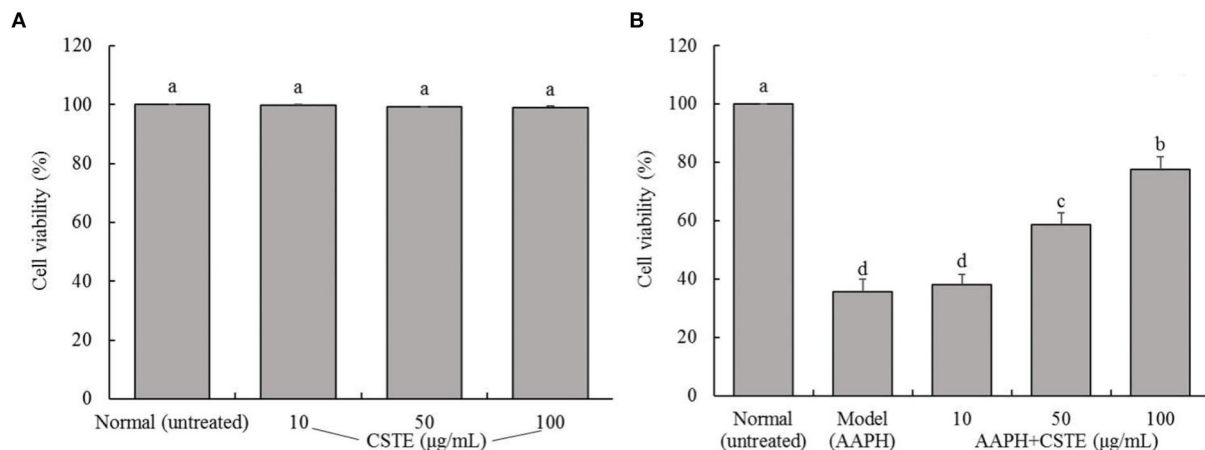 A
120
100
80
60
40
20
0
Cell viability (%)
a
a
a
a
Normal (untreated)
10
50
100
CSTE (μg/mL)
B
120
100
80
60
40
20
0
Cell viability (%)
a
d
d
c
b
Normal
(untreated)
Model
(AAPH)
10
50
100
AAPH+CSTE (μg/mL)